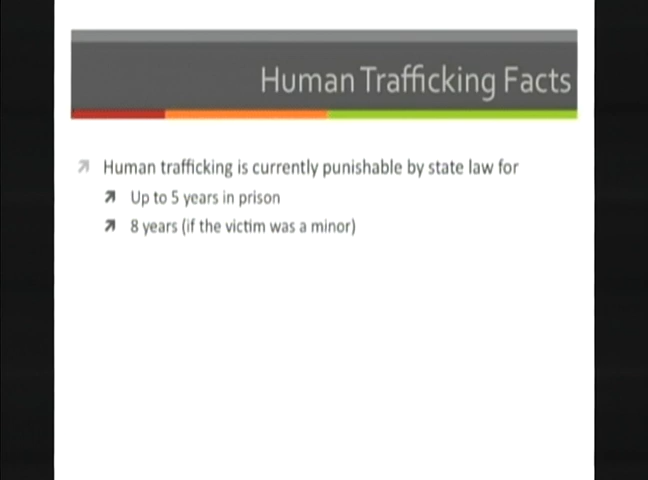 Human Trafficking Facts
Human trafficking is currently punishable by state law for
Up to 5 years in prison
8 years (if the victim was a minor)